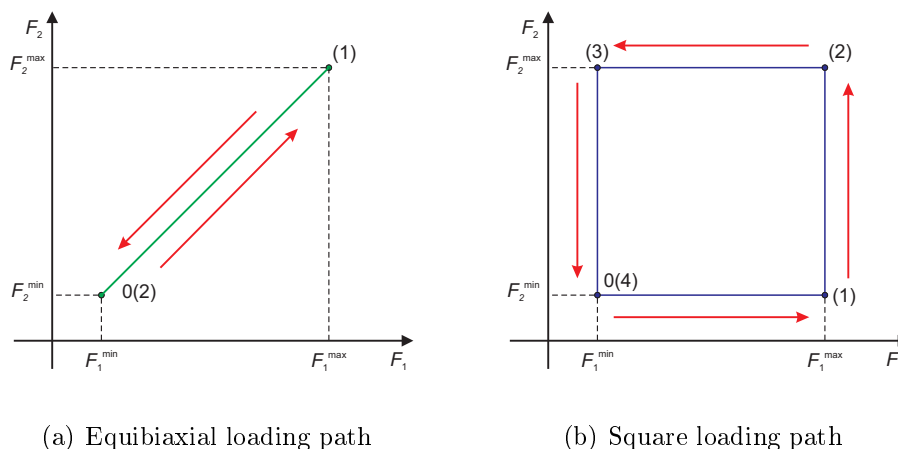 F₂
F₂ᵐᵃˣ
(1)
F₂ᵐⁱⁿ
0(2)
F₁ᵐⁱⁿ
F₁ᵐᵃˣ
F₁
(a) Equibiaxial loading path
F₂
F₂ᵐᵃˣ
(3)
(2)
F₂ᵐⁱⁿ
0(4)
(1)
F₁ᵐⁱⁿ
F₁ᵐᵃˣ
F
(b) Square loading path